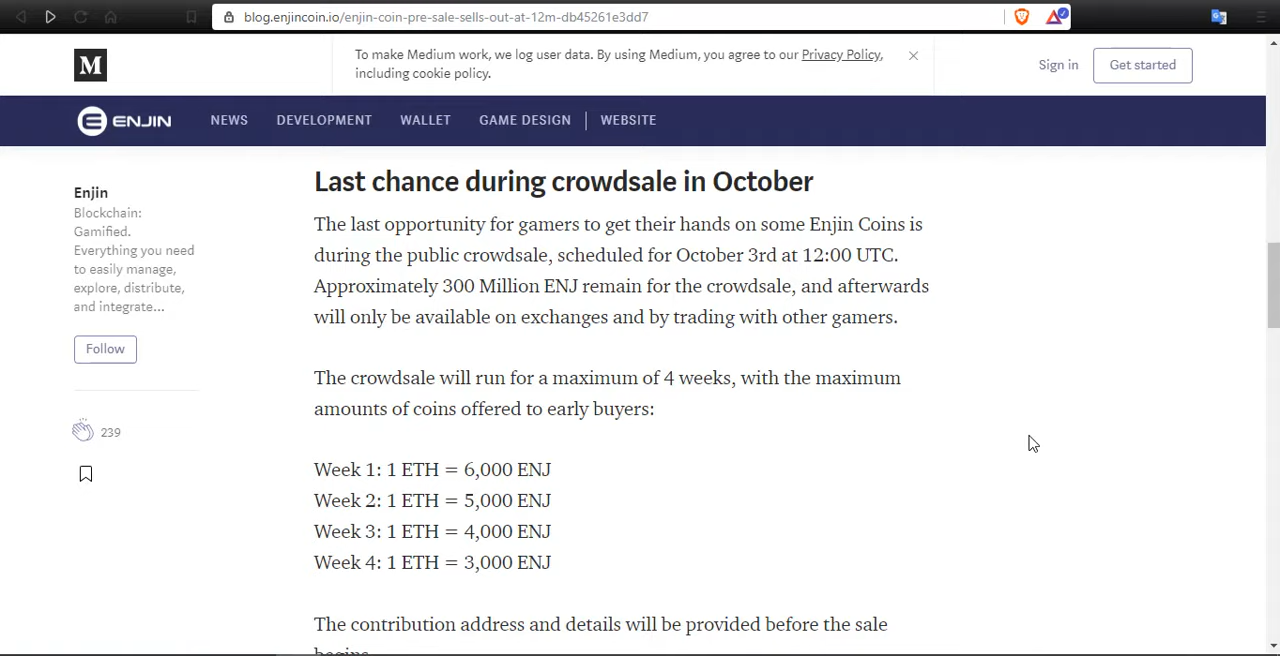 blog.enjincoin.io/enjin-coin-pre-sale-sells-out-at-12m-db45261e3dd7
M
To make Medium work, we log user data. By using Medium, you agree to our Privacy Policy,
including cookie policy.
Sign in
Get started
ENJIN
NEWS
DEVELOPMENT
WALLET
GAME DESIGN
WEBSITE
Enjin
Blockchain:
Gamified.
Everything you need
to easily manage,
explore, distribute,
and integrate...
Follow
239
Last chance during crowdsale in October
The last opportunity for gamers to get their hands on some Enjin Coins is
during the public crowdsale, scheduled for October 3rd at 12:00 UTC.
Approximately 300 Million ENJ remain for the crowdsale, and afterwards
will only be available on exchanges and by trading with other gamers.
The crowdsale will run for a maximum of 4 weeks, with the maximum
amounts of coins offered to early buyers:
Week 1: 1 ETH = 6,000 ENJ
Week 2: 1 ETH = 5,000 ENJ
Week 3: 1 ETH = 4,000 ENJ
Week 4: 1 ETH = 3,000 ENJ
The contribution address and details will be provided before the sale
begins.